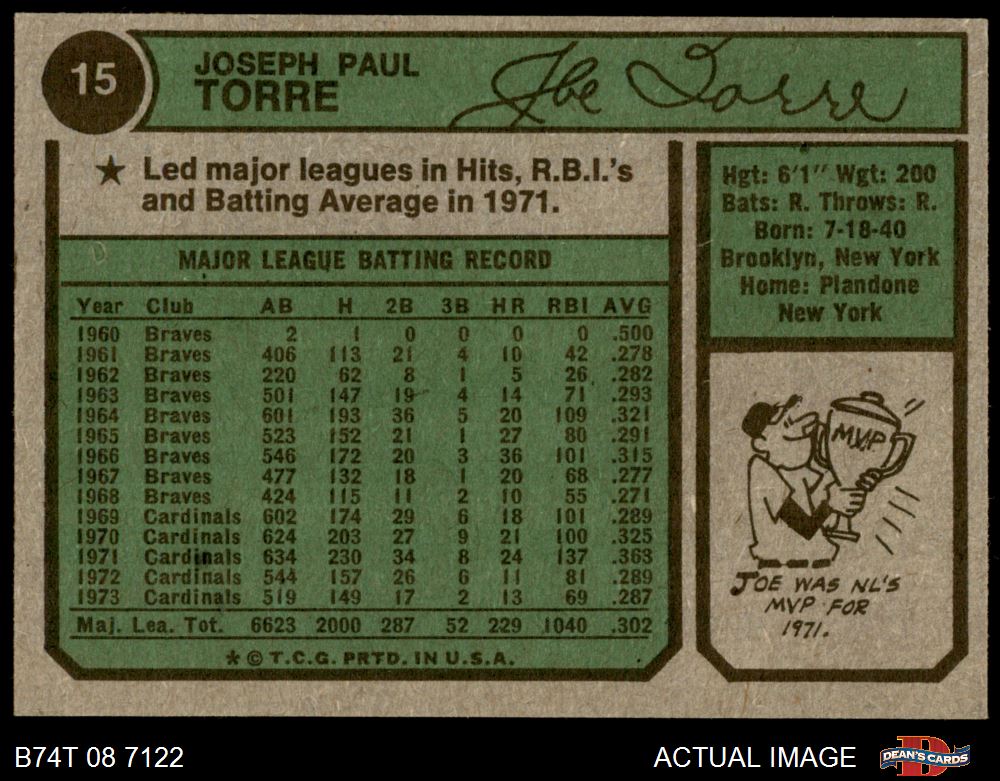 15
JOSEPH PAUL
TORRE
Joe Torre
★ Led major leagues in Hits, R.B.I.'s
and Batting Average in 1971.
MAJOR LEAGUE BATTING RECORD
Year Club AB H 2B 3B HR RBI AVG
1960 Braves 2 1 0 0 0 0 .500
1961 Braves 406 113 21 4 10 42 .278
1962 Braves 220 62 8 1 5 26 .282
1963 Braves 501 147 19 4 14 71 .293
1964 Braves 601 193 36 5 20 109 .321
1965 Braves 523 152 21 1 27 80 .291
1966 Braves 546 172 20 3 36 101 .315
1967 Braves 477 132 18 1 20 68 .277
1968 Braves 424 115 11 2 10 55 .271
1969 Cardinals 602 174 29 6 18 101 .289
1970 Cardinals 624 203 27 9 21 100 .325
1971 Cardinals 634 230 34 8 24 137 .363
1972 Cardinals 544 157 26 6 11 81 .289
1973 Cardinals 519 149 17 2 13 69 .287
Maj. Lea. Tot. 6623 2000 287 52 229 1040 .302
* © T.C.G. PRTD. IN U.S.A.
Hgt: 6'1" Wgt: 200
Bats: R. Throws: R.
Born: 7-18-40
Brooklyn, New York
Home: Plandone
New York
MVP
JOE WAS NL'S
MVP FOR
1971.
B74T 08 7122
ACTUAL IMAGE
DEAN'S CARDS